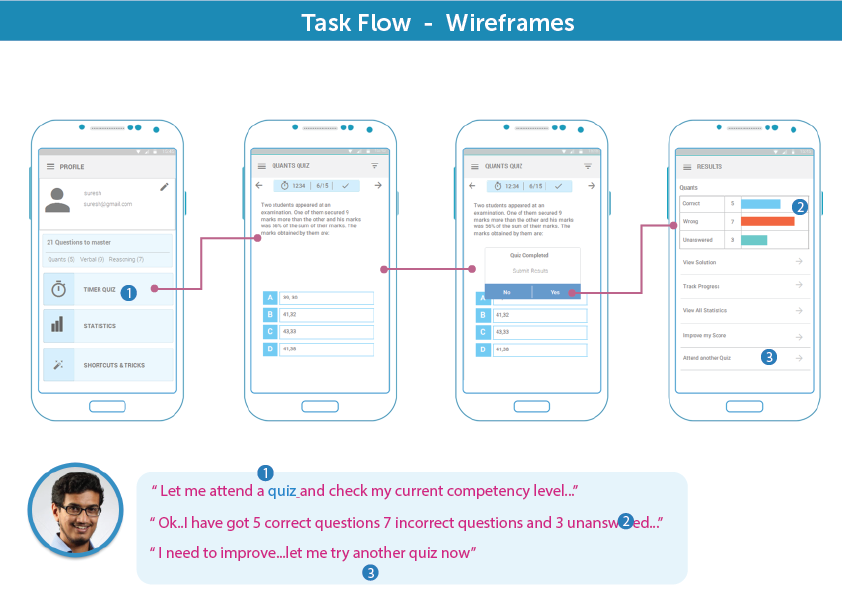 Task Flow - Wireframes
PROFILE
suresh
suresh@gmail.com
21 Questions to master
Quants (5) Verbal (9) Reasoning (7)
TIMER QUIZ 1
STATISTICS
SHORTCUTS & TRICKS
QUANTS QUIZ
12:34 6/15
Two students appeared at an
examination. One of them secured 9
marks more than the other and his marks
was 56% of the sum of their marks. The
marks obtained by them are:
A 39, 30
B 41,32
C 43,33
D 41,38
QUANTS QUIZ
12:34 6/15
Two students appeared at an
examination. One of them secured 9
marks more than the other and his marks
was 56% of the sum of their marks. The
marks obtained by them are:
Quiz Completed
Submit Results
No Yes
A
B 41,32
C 43,33
D 41,38
RESULTS
Quants
Correct 5 2
Wrong 7
Unanswered 3
View Solution
Track Progress
View All Statistics
Improve my Score
Attend another Quiz 3
1
“ Let me attend a quiz and check my current competency level...”
“ Ok..I have got 5 correct questions 7 incorrect questions and 3 unanswered...”
2
“ I need to improve...let me try another quiz now”
3